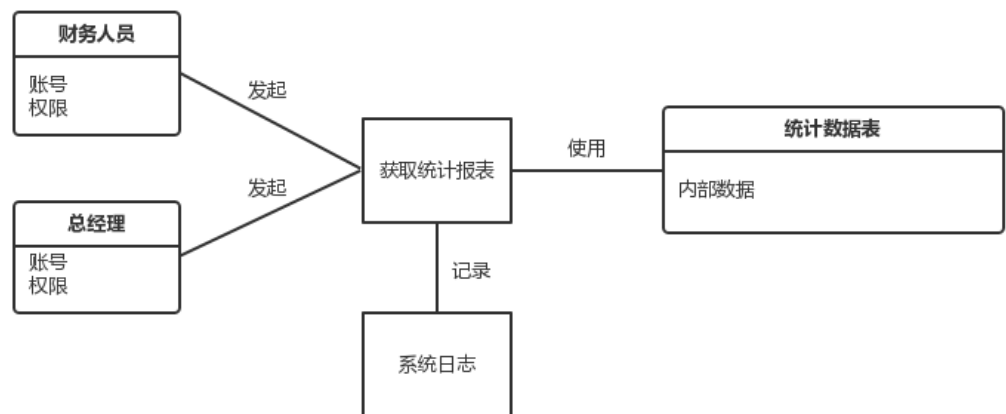 财务人员
账号
权限
发起
获取统计报表
使用
统计数据表
内部数据
发起
总经理
账号
权限
记录
系统日志